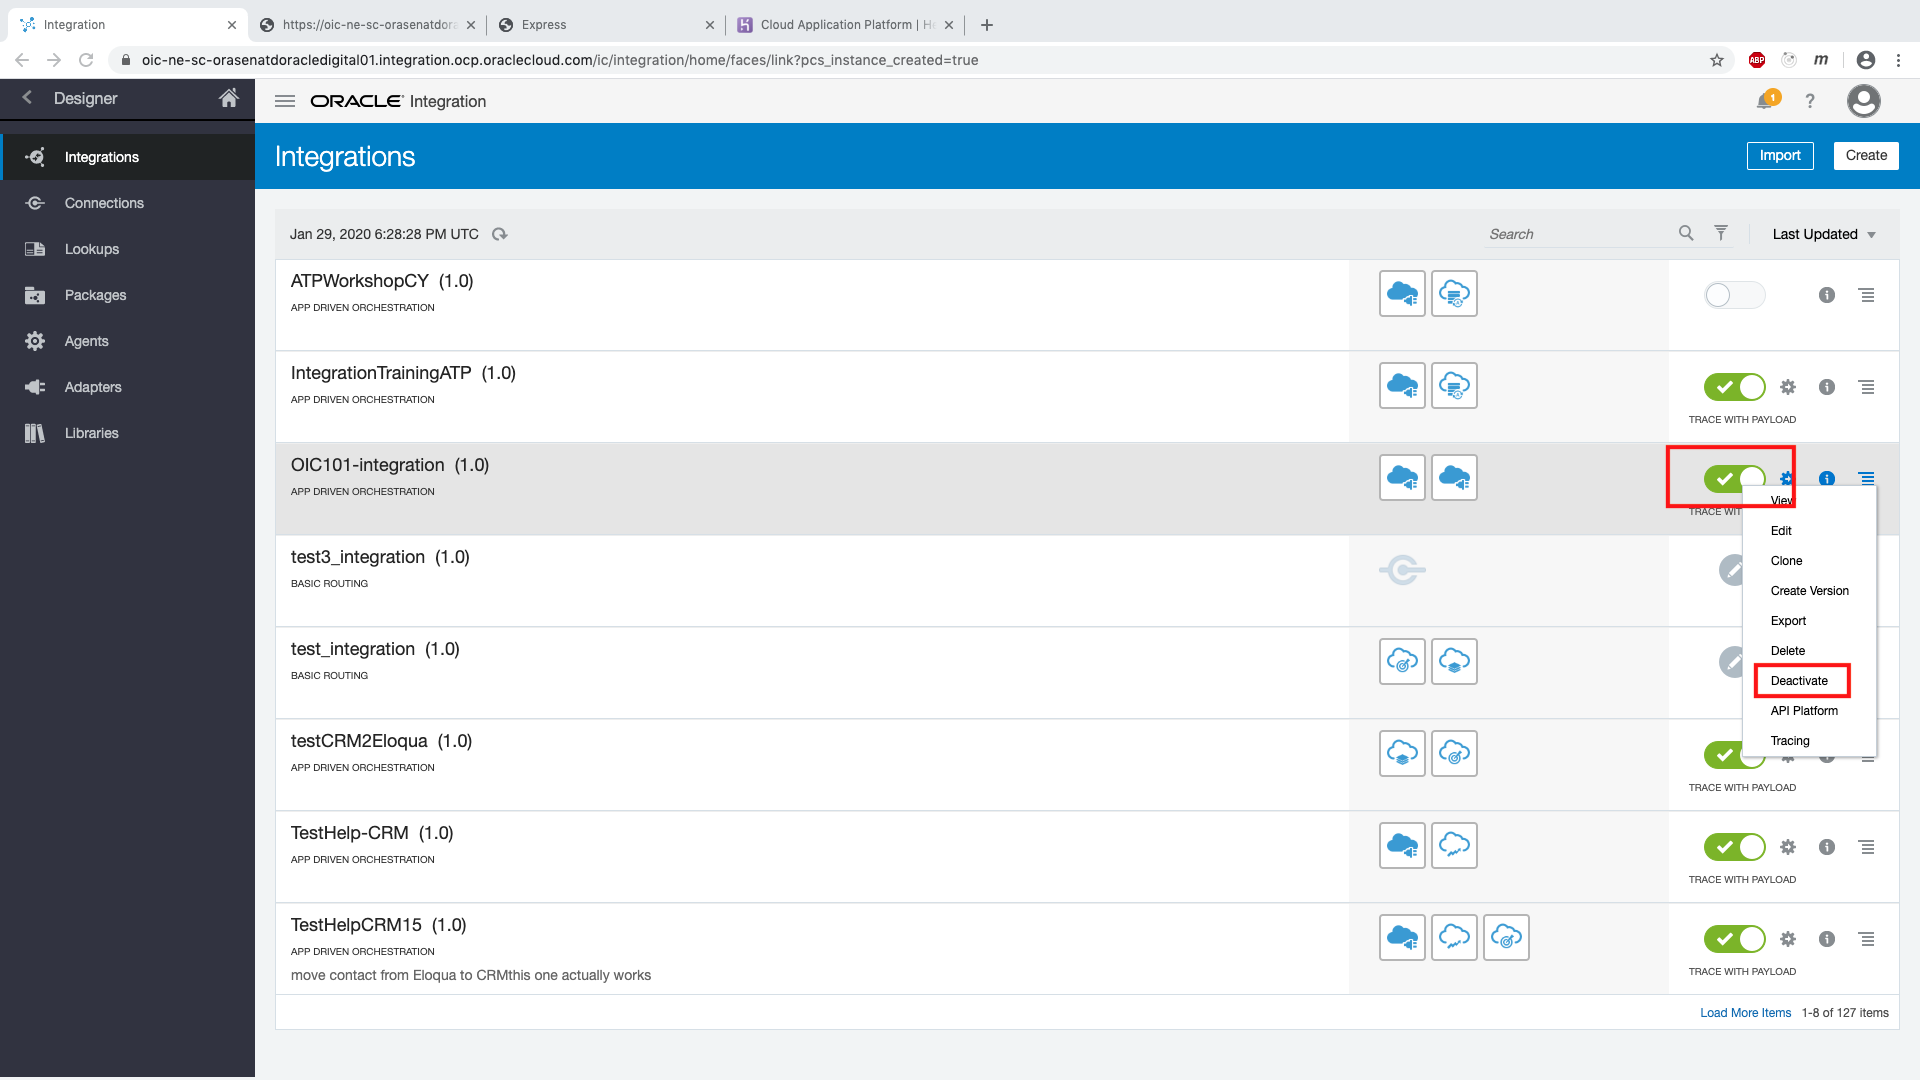 Integration
https://oic-ne-sc-orasenatdora
Express
Cloud Application Platform | He
oic-ne-sc-orasenatdoracledigital01.integration.ocp.oraclecloud.com/ic/integration/home/faces/link?pcs_instance_created=true
ABP
m
Designer
ORACLE Integration
1
?
Integrations
Connections
Lookups
Packages
Agents
Adapters
Libraries
Integrations
Import
Create
Jan 29, 2020 6:28:28 PM UTC
Search
Last Updated
ATPWorkshopCY (1.0)
APP DRIVEN ORCHESTRATION
IntegrationTrainingATP (1.0)
APP DRIVEN ORCHESTRATION
TRACE WITH PAYLOAD
OIC101-integration (1.0)
APP DRIVEN ORCHESTRATION
TRACE WIT
View
Edit
Clone
Create Version
Export
Delete
Deactivate
API Platform
Tracing
test3_integration (1.0)
BASIC ROUTING
test_integration (1.0)
BASIC ROUTING
testCRM2Eloqua (1.0)
APP DRIVEN ORCHESTRATION
TRACE WITH PAYLOAD
TestHelp-CRM (1.0)
APP DRIVEN ORCHESTRATION
TRACE WITH PAYLOAD
TestHelpCRM15 (1.0)
APP DRIVEN ORCHESTRATION
move contact from Eloqua to CRMthis one actually works
TRACE WITH PAYLOAD
Load More Items 1-8 of 127 items